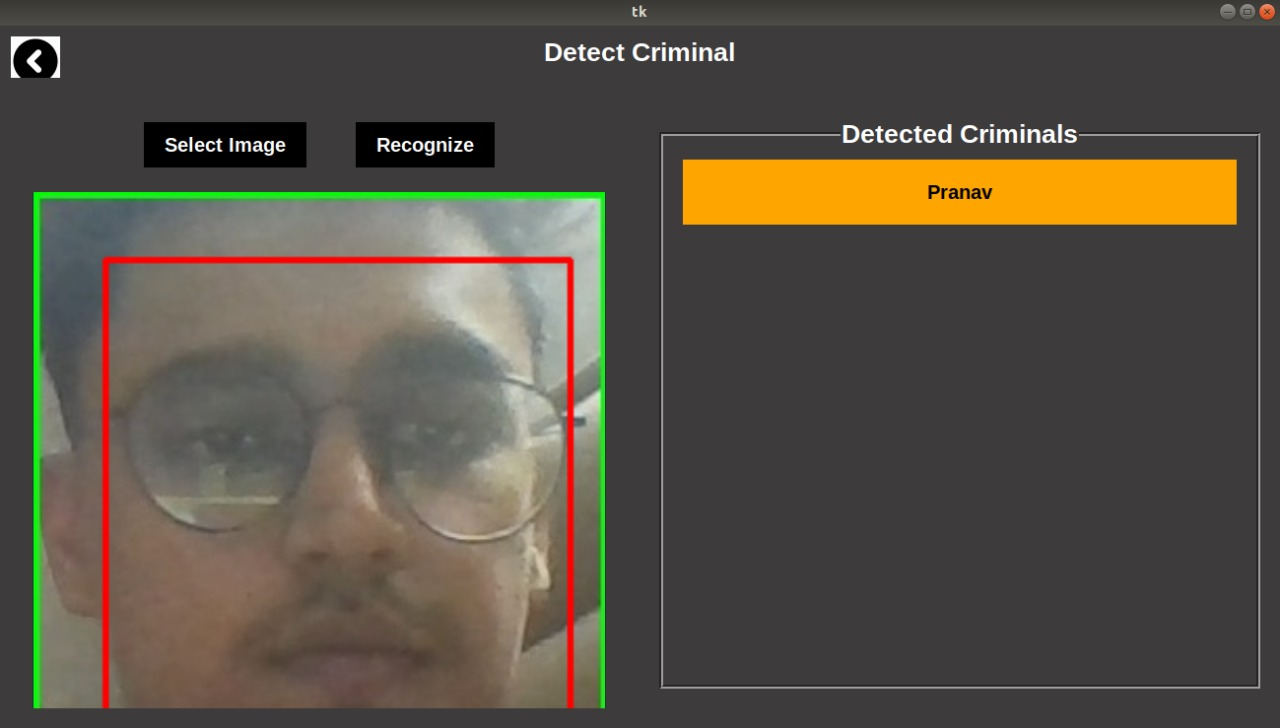 tk
Detect Criminal
Select Image
Recognize
Detected Criminals
Pranav